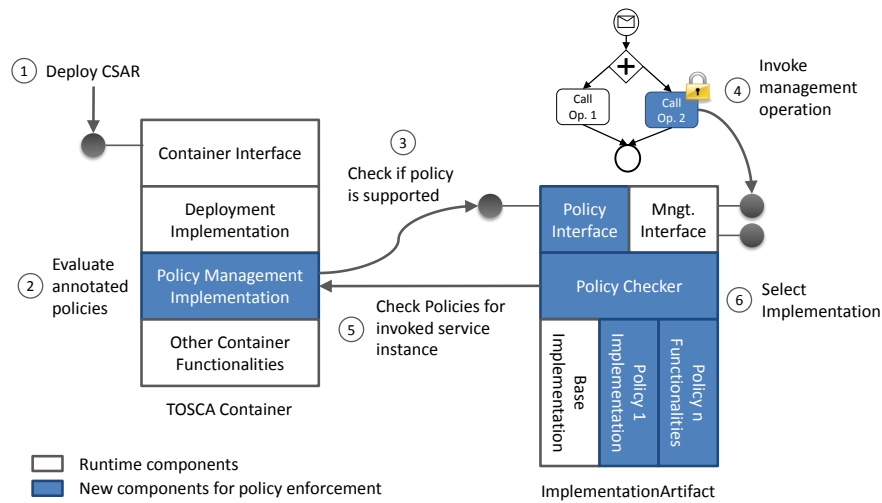 1 Deploy CSAR
Container Interface
Deployment
Implementation
Policy Management
Implementation
Other Container
Functionalities
TOSCA Container
2 Evaluate
annotated
policies
3
Check if policy
is supported
Call
Op. 1
Call
Op. 2
4 Invoke
management
operation
Policy
Interface
Mngt.
Interface
Policy Checker
Base
Implementation
Policy 1
Implementation
Policy n
Functionalities
ImplementationArtifact
5 Check Policies for
invoked service
instance
6 Select
Implementation
Runtime components
New components for policy enforcement